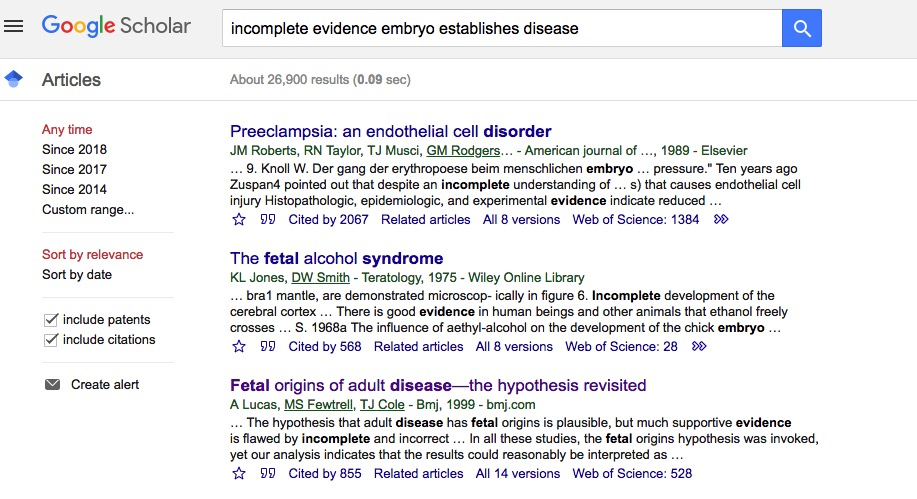 Google Scholar
incomplete evidence embryo establishes disease
Articles
About 26,900 results (0.09 sec)
Any time
Since 2018
Since 2017
Since 2014
Custom range...
Sort by relevance
Sort by date
include patents
include citations
Create alert
Preeclampsia: an endothelial cell disorder
JM Roberts, RN Taylor, TJ Musci, GM Rodgers… - American journal of …, 1989 - Elsevier
… 9. Knoll W. Der gang der erythropoese beim menschlichen embryo … pressure." Ten years ago
Zuspan4 pointed out that despite an incomplete understanding of … s) that causes endothelial cell
injury Histopathologic, epidemiologic, and experimental evidence indicate reduced …
Cited by 2067 Related articles All 8 versions Web of Science: 1384
The fetal alcohol syndrome
KL Jones, DW Smith - Teratology, 1975 - Wiley Online Library
… bra1 mantle, are demonstrated microscop- ically in figure 6. Incomplete development of the
cerebral cortex … There is good evidence in human beings and other animals that ethanol freely
crosses … S. 1968a The influence of aethyl-alcohol on the development of the chick embryo …
Cited by 568 Related articles All 8 versions Web of Science: 28
Fetal origins of adult disease—the hypothesis revisited
A Lucas, MS Fewtrell, TJ Cole - Bmj, 1999 - bmj.com
… The hypothesis that adult disease has fetal origins is plausible, but much supportive evidence
is flawed by incomplete and incorrect … In all these studies, the fetal origins hypothesis was invoked,
yet our analysis indicates that the results could reasonably be interpreted as …
Cited by 855 Related articles All 14 versions Web of Science: 528